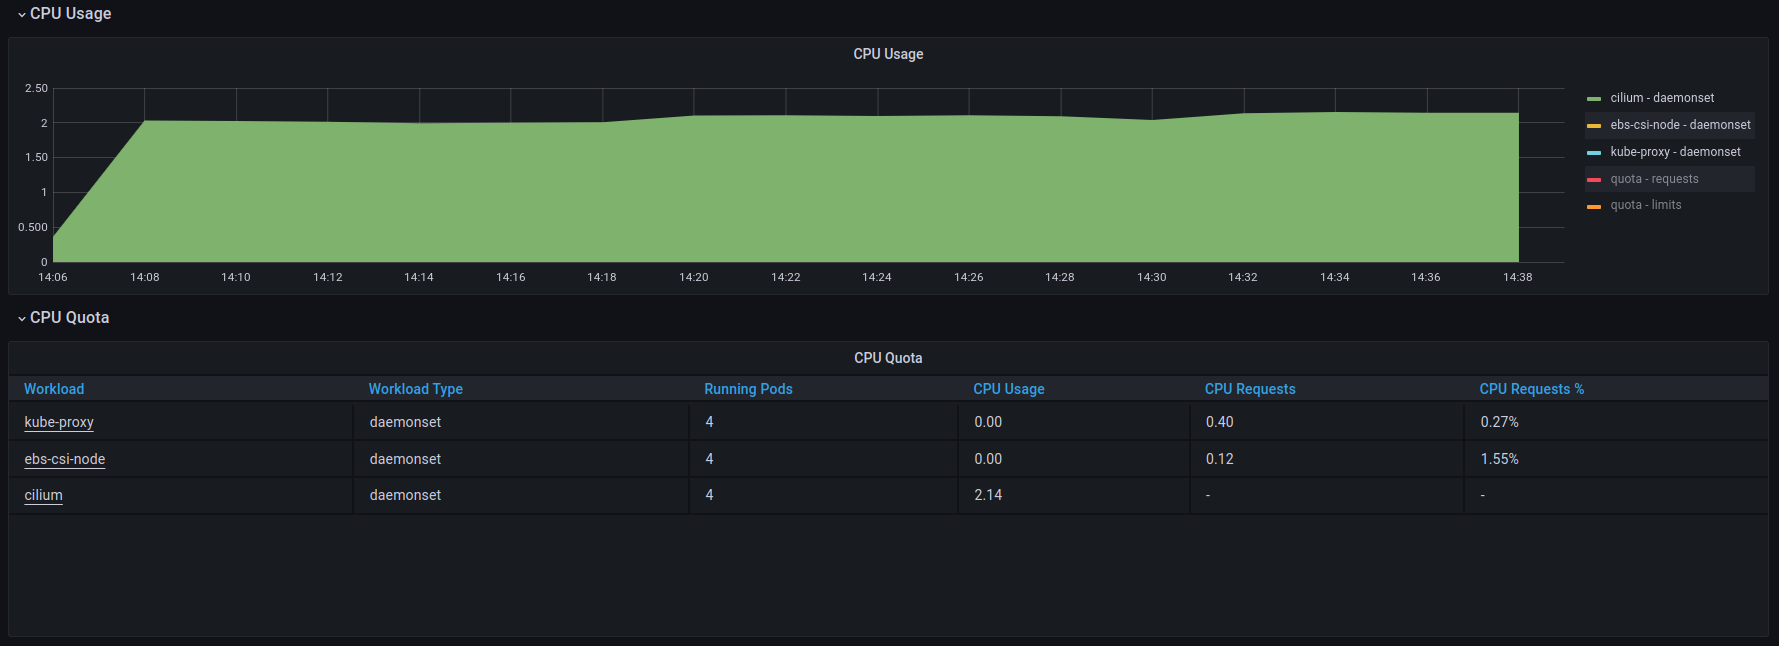 CPU Usage
CPU Usage
2.50
2
1.50
1
0.500
0
14:06 14:08 14:10 14:12 14:14 14:16 14:18 14:20 14:22 14:24 14:26 14:28 14:30 14:32 14:34 14:36 14:38
cilium - daemonset
ebs-csi-node - daemonset
kube-proxy - daemonset
quota - requests
quota - limits
CPU Quota
CPU Quota
Workload Workload Type Running Pods CPU Usage CPU Requests CPU Requests %
kube-proxy daemonset 4 0.00 0.40 0.27%
ebs-csi-node daemonset 4 0.00 0.12 1.55%
cilium daemonset 4 2.14 - -